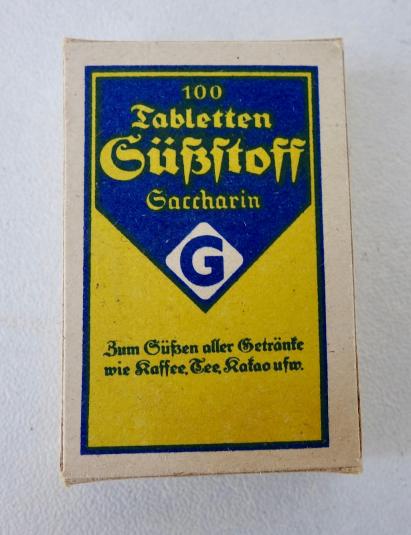 100
Tabletten
Süßstoff
Saccharin
G
Zum Süßen aller Getränke
wie Kaffee, Tee, Kakao usw.